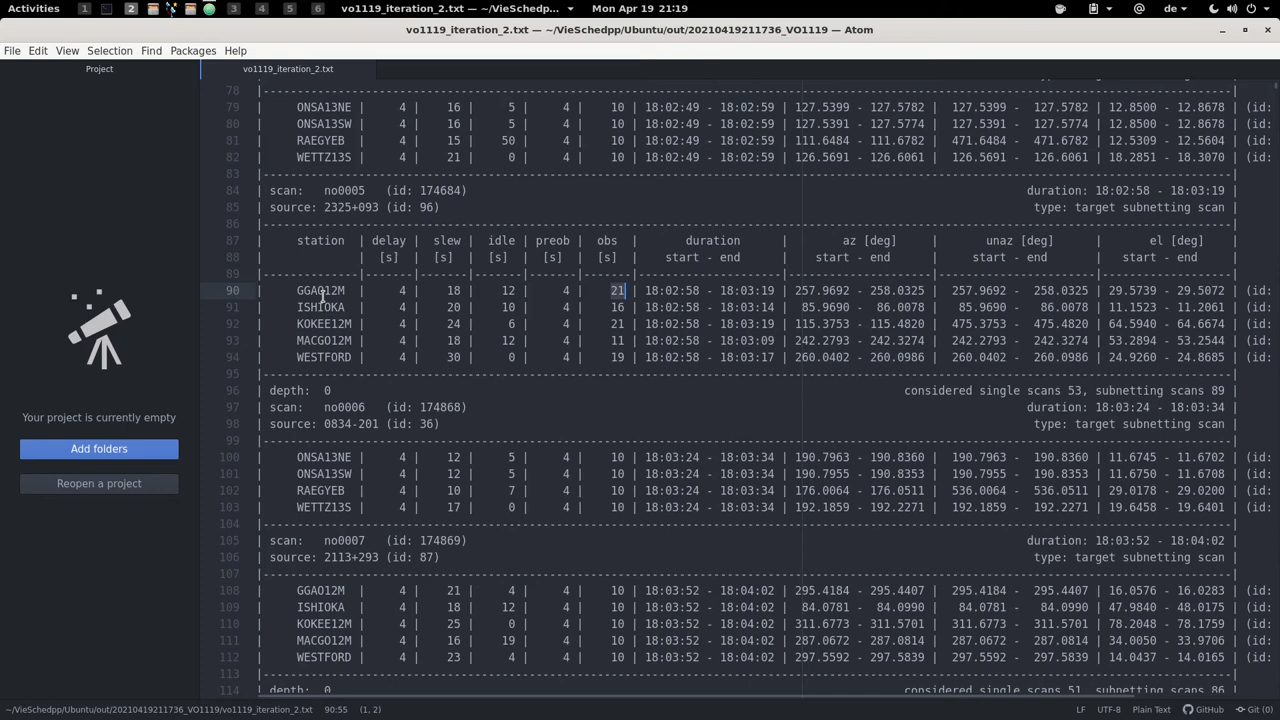 Activities 1 2 3 4 5 6 vo1119_iteration_2.txt — ~/VieSchedp... Mon Apr 19 21:19 de
vo1119_iteration_2.txt — ~/VieSchedpp/Ubuntu/out/20210419211736_VO1119 — Atom
File Edit View Selection Find Packages Help
Project
vo1119_iteration_2.txt
78 |-----------------------------------------------------------------------------------------------------------------------------------------|
79 | ONSA13NE | 4 | 16 | 5 | 4 | 10 | 18:02:49 - 18:02:59 | 127.5399 - 127.5782 | 127.5399 - 127.5782 | 12.8500 - 12.8678 | (id:
80 | ONSA13SW | 4 | 16 | 5 | 4 | 10 | 18:02:49 - 18:02:59 | 127.5391 - 127.5774 | 127.5391 - 127.5774 | 12.8500 - 12.8678 | (id:
81 | RAEGYEB | 4 | 15 | 50 | 4 | 10 | 18:02:49 - 18:02:59 | 111.6484 - 111.6782 | 471.6484 - 471.6782 | 12.5309 - 12.5604 | (id:
82 | WETTZ13S | 4 | 21 | 0 | 4 | 10 | 18:02:49 - 18:02:59 | 126.5691 - 126.6061 | 126.5691 - 126.6061 | 18.2851 - 18.3070 | (id:
83 |-----------------------------------------------------------------------------------------------------------------------------------------|
84 | scan: no0005 (id: 174684) duration: 18:02:58 - 18:03:19 |
85 | source: 2325+093 (id: 96) type: target subnetting scan |
86 |-----------------------------------------------------------------------------------------------------------------------------------------|
87 | station | delay | slew | idle | preob | obs | duration | az [deg] | unaz [deg] | el [deg] |
88 | | [s] | [s] | [s] | [s] | [s] | start - end | start - end | start - end | start - end |
89 |---------------|-------|------|------|-------|------|---------------------|---------------------|-----------------------|-------------------|
90 | GGAO12M | 4 | 18 | 12 | 4 | 21 | 18:02:58 - 18:03:19 | 257.9692 - 258.0325 | 257.9692 - 258.0325 | 29.5739 - 29.5072 | (id:
91 | ISHIOKA | 4 | 20 | 10 | 4 | 16 | 18:02:58 - 18:03:14 | 85.9690 - 86.0078 | 85.9690 - 86.0078 | 11.1523 - 11.2061 | (id:
92 | KOKEE12M | 4 | 24 | 6 | 4 | 21 | 18:02:58 - 18:03:19 | 115.3753 - 115.4820 | 475.3753 - 475.4820 | 64.5940 - 64.6674 | (id:
93 | MACGO12M | 4 | 18 | 12 | 4 | 11 | 18:02:58 - 18:03:09 | 242.2793 - 242.3379 | 242.2793 - 242.3379 | 53.2894 - 53.2544 | (id:
94 | WESTFORD | 4 | 30 | 0 | 4 | 19 | 18:02:58 - 18:03:17 | 260.0402 - 260.0986 | 260.0402 - 260.0986 | 24.9260 - 24.8685 | (id:
95 |-----------------------------------------------------------------------------------------------------------------------------------------|
96 | depth: 0 considered single scans 53, subnetting scans 89 |
97 | scan: no0006 (id: 174868) duration: 18:03:24 - 18:03:34 |
98 | source: 0834-201 (id: 36) type: target subnetting scan |
99 |-----------------------------------------------------------------------------------------------------------------------------------------|
100 | ONSA13NE | 4 | 12 | 5 | 4 | 10 | 18:03:24 - 18:03:34 | 190.7963 - 190.8360 | 190.7963 - 190.8360 | 11.6745 - 11.6702 | (id:
101 | ONSA13SW | 4 | 12 | 5 | 4 | 10 | 18:03:24 - 18:03:34 | 190.7955 - 190.8353 | 190.7955 - 190.8353 | 11.6750 - 11.6708 | (id:
102 | RAEGYEB | 4 | 10 | 7 | 4 | 10 | 18:03:24 - 18:03:34 | 176.0064 - 176.0511 | 536.0064 - 536.0511 | 29.0178 - 29.0200 | (id:
103 | WETTZ13S | 4 | 17 | 0 | 4 | 10 | 18:03:24 - 18:03:34 | 192.1859 - 192.2271 | 192.1859 - 192.2271 | 19.6458 - 19.6401 | (id:
104 |-----------------------------------------------------------------------------------------------------------------------------------------|
105 | scan: no0007 (id: 174869) duration: 18:03:52 - 18:04:02 |
106 | source: 2113+293 (id: 87) type: target subnetting scan |
107 |-----------------------------------------------------------------------------------------------------------------------------------------|
108 | GGAO12M | 4 | 21 | 4 | 4 | 10 | 18:03:52 - 18:04:02 | 295.4184 - 295.4407 | 295.4184 - 295.4407 | 16.0576 - 16.0283 | (id:
109 | ISHIOKA | 4 | 18 | 12 | 4 | 10 | 18:03:52 - 18:04:02 | 84.0781 - 84.0990 | 84.0781 - 84.0990 | 47.9840 - 48.0175 | (id:
110 | KOKEE12M | 4 | 25 | 0 | 4 | 10 | 18:03:52 - 18:04:02 | 311.6773 - 311.5701 | 311.6773 - 311.5701 | 78.2048 - 78.1759 | (id:
111 | MACGO12M | 4 | 16 | 19 | 4 | 10 | 18:03:52 - 18:04:02 | 287.0672 - 287.0814 | 287.0672 - 287.0814 | 34.0050 - 33.9706 | (id:
112 | WESTFORD | 4 | 23 | 4 | 4 | 10 | 18:03:52 - 18:04:02 | 297.5592 - 297.5839 | 297.5592 - 297.5839 | 14.0437 - 14.0165 | (id:
113 |-----------------------------------------------------------------------------------------------------------------------------------------|
114 | depth: 0 considered single scans 51, subnetting scans 86 |
Your project is currently empty
Add folders
Reopen a project
~/VieSchedpp/Ubuntu/out/20210419211736_VO1119/vo1119_iteration_2.txt 90:55 (1, 2) LF UTF-8 Plain Text GitHub Git (0)